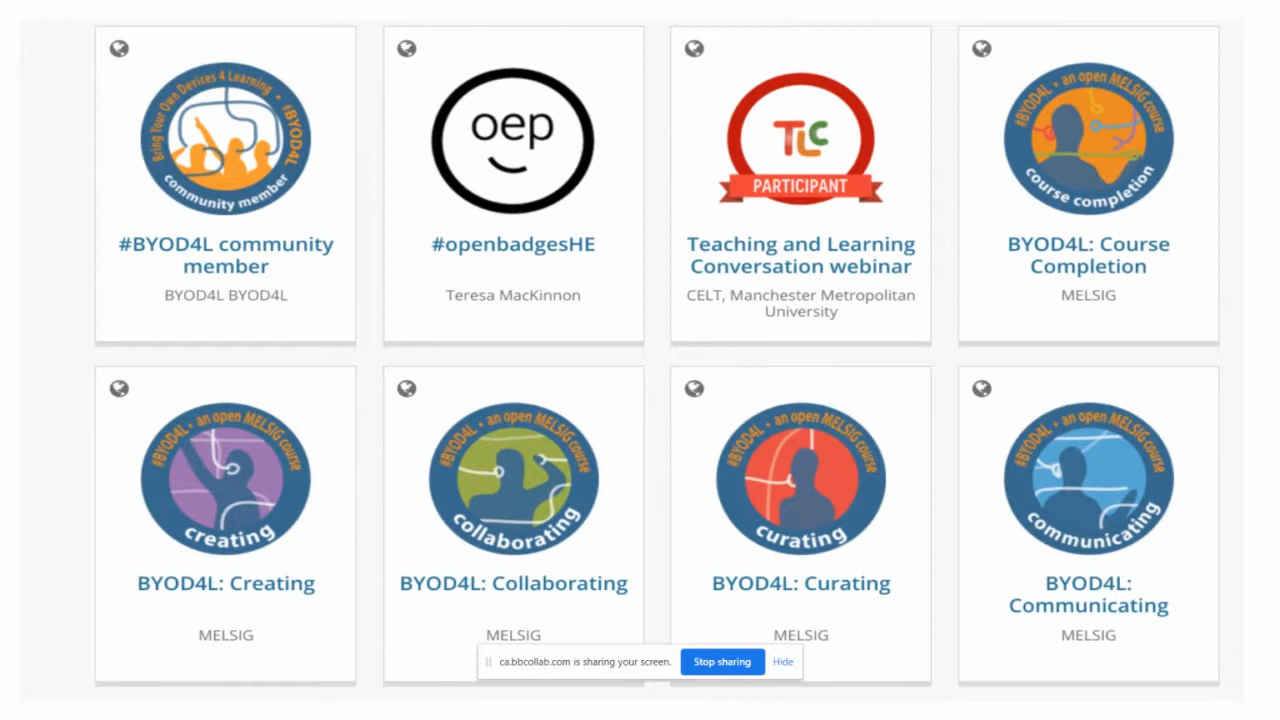 Bring Your Own Devices 4 Learning • #BYOD4L
community member
#BYOD4L community
member
BYOD4L BYOD4L
oep
#openbadgesHE
Teresa MacKinnon
TLC
PARTICIPANT
Teaching and Learning
Conversation webinar
CELT, Manchester Metropolitan
University
#BYOD4L • an open MELSIG course
course completion
BYOD4L: Course
Completion
MELSIG
#BYOD4L • an open MELSIG course
creating
BYOD4L: Creating
MELSIG
#BYOD4L • an open MELSIG course
collaborating
BYOD4L: Collaborating
MELSIG
#BYOD4L • an open MELSIG course
curating
BYOD4L: Curating
MELSIG
#BYOD4L • an open MELSIG course
communicating
BYOD4L:
Communicating
MELSIG
ca.bbcollab.com is sharing your screen.
Stop sharing
Hide